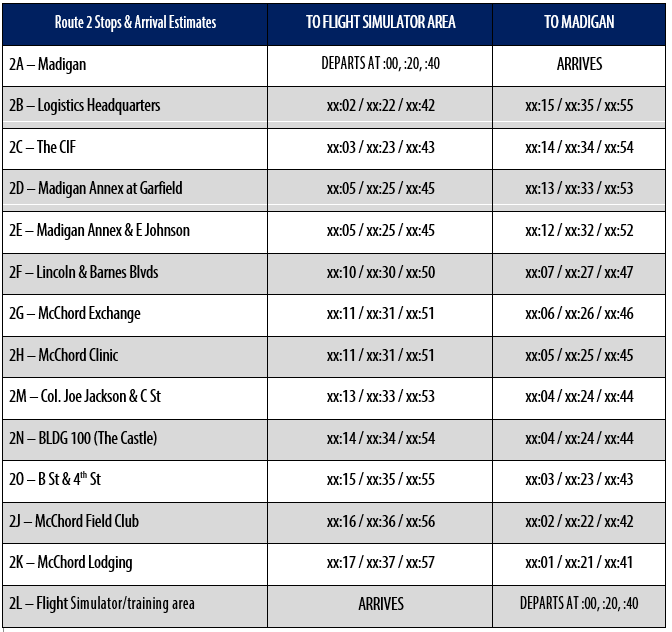 Route 2 Stops & Arrival Estimates TO FLIGHT SIMULATOR AREA TO MADIGAN
2A – Madigan DEPARTS AT :00, :20, :40 ARRIVES
2B – Logistics Headquarters xx:02 / xx:22 / xx:42 xx:15 / xx:35 / xx:55
2C – The CIF xx:03 / xx:23 / xx:43 xx:14 / xx:34 / xx:54
2D – Madigan Annex at Garfield xx:05 / xx:25 / xx:45 xx:13 / xx:33 / xx:53
2E – Madigan Annex & E Johnson xx:05 / xx:25 / xx:45 xx:12 / xx:32 / xx:52
2F – Lincoln & Barnes Blvds xx:10 / xx:30 / xx:50 xx:07 / xx:27 / xx:47
2G – McChord Exchange xx:11 / xx:31 / xx:51 xx:06 / xx:26 / xx:46
2H – McChord Clinic xx:11 / xx:31 / xx:51 xx:05 / xx:25 / xx:45
2M – Col. Joe Jackson & C St xx:13 / xx:33 / xx:53 xx:04 / xx:24 / xx:44
2N – BLDG 100 (The Castle) xx:14 / xx:34 / xx:54 xx:04 / xx:24 / xx:44
2O – B St & 4th St xx:15 / xx:35 / xx:55 xx:03 / xx:23 / xx:43
2J – McChord Field Club xx:16 / xx:36 / xx:56 xx:02 / xx:22 / xx:42
2K – McChord Lodging xx:17 / xx:37 / xx:57 xx:01 / xx:21 / xx:41
2L – Flight Simulator/training area ARRIVES DEPARTS AT :00, :20, :40